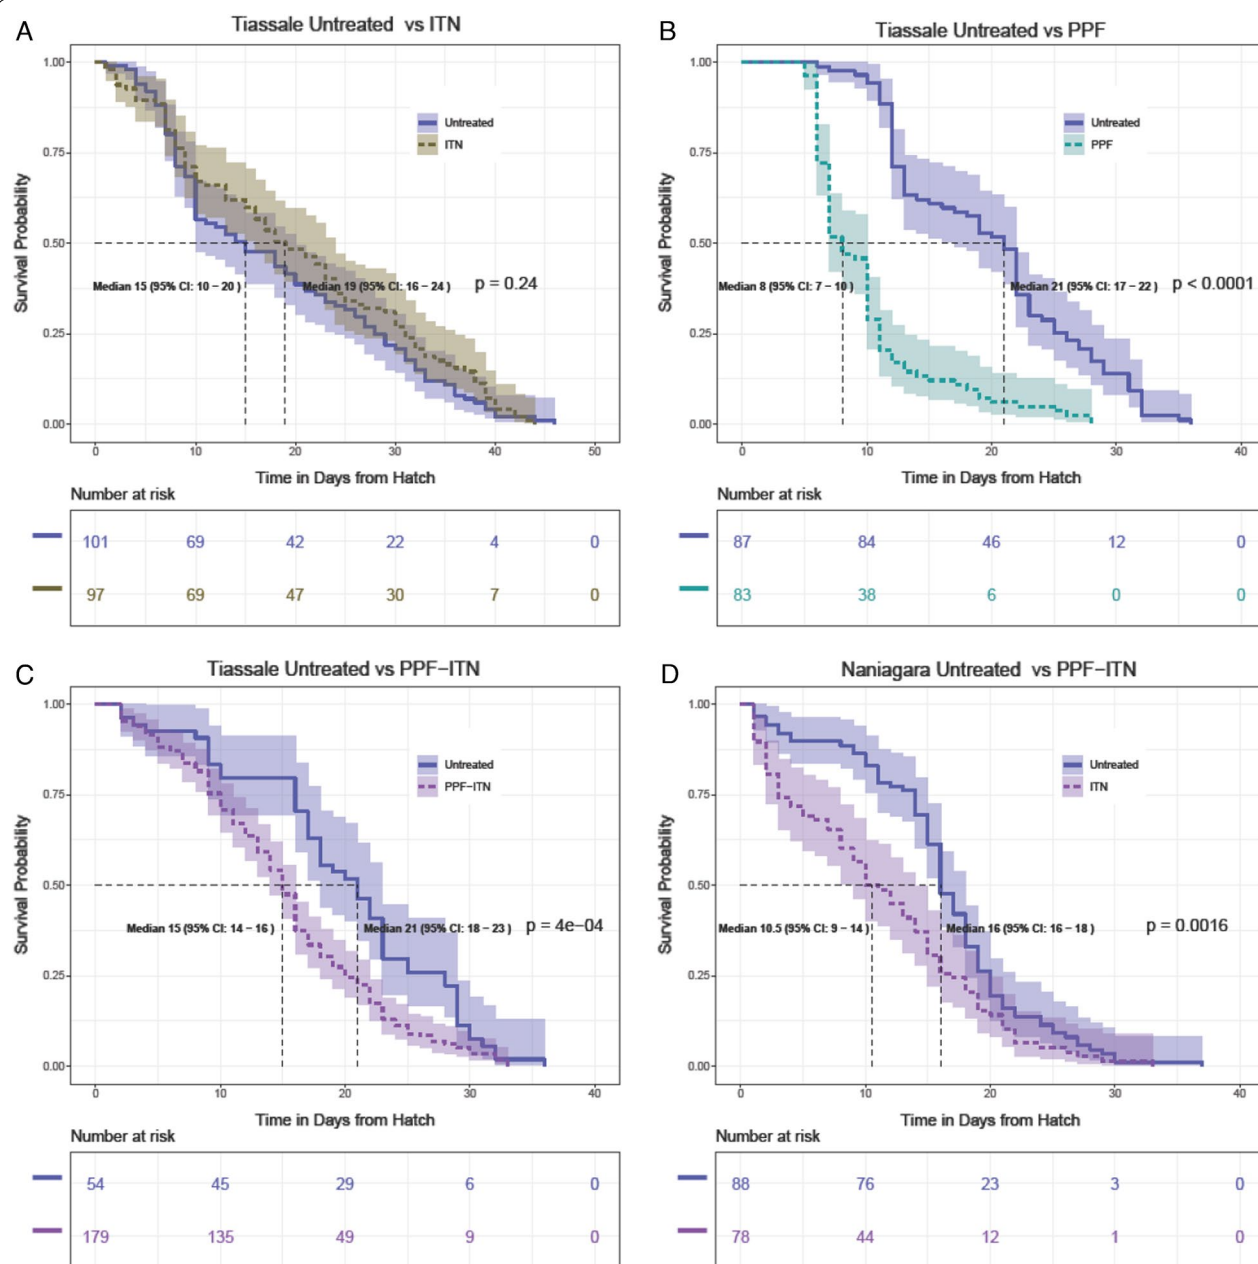 A
Tiassale Untreated vs ITN
Survival Probability
1.00
0.75
0.50
0.25
0.00
Untreated
ITN
Median 15 (95% CI: 10 – 20 )
Median 19 (95% CI: 16 – 24 )
p = 0.24
0 10 20 30 40 50
Time in Days from Hatch
Number at risk
101 69 42 22 4 0
97 69 47 30 7 0
B
Tiassale Untreated vs PPF
Survival Probability
1.00
0.75
0.50
0.25
0.00
Untreated
PPF
Median 8 (95% CI: 7 – 10 )
Median 21 (95% CI: 17 – 22 )
p < 0.0001
0 10 20 30 40
Time in Days from Hatch
Number at risk
87 84 46 12 0
83 38 6 0 0
C
Tiassale Untreated vs PPF–ITN
Survival Probability
1.00
0.75
0.50
0.25
0.00
Untreated
PPF–ITN
Median 15 (95% CI: 14 – 16 )
Median 21 (95% CI: 18 – 23 )
p = 4e–04
0 10 20 30 40
Time in Days from Hatch
Number at risk
54 45 29 6 0
179 135 49 9 0
D
Naniagara Untreated vs PPF–ITN
Survival Probability
1.00
0.75
0.50
0.25
0.00
Untreated
ITN
Median 10.5 (95% CI: 9 – 14 )
Median 16 (95% CI: 16 – 18 )
p = 0.0016
0 10 20 30 40
Time in Days from Hatch
Number at risk
88 76 23 3 0
78 44 12 1 0